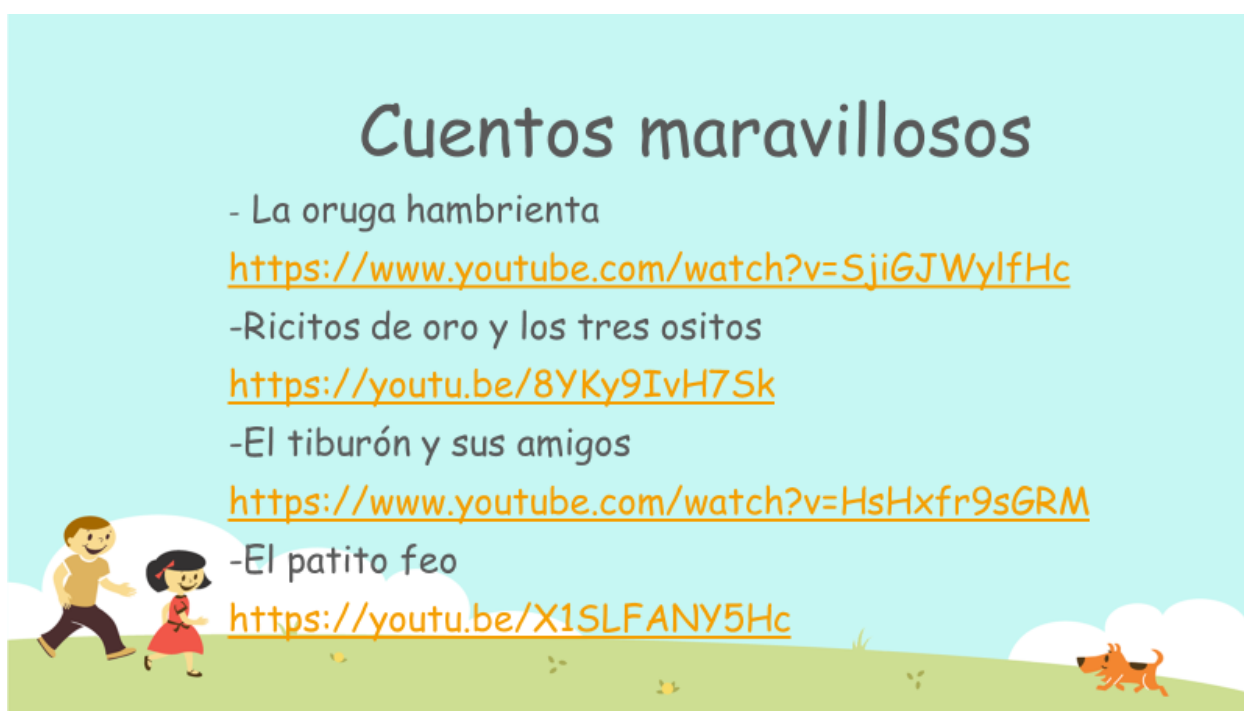 Cuentos maravillosos
- La oruga hambrienta
https://www.youtube.com/watch?v=SjiGJWylfHc
-Ricitos de oro y los tres ositos
https://youtu.be/8YKy9IvH7Sk
-El tiburón y sus amigos
https://www.youtube.com/watch?v=HsHxfr9sGRM
-El patito feo
https://youtu.be/X1SLFANY5Hc